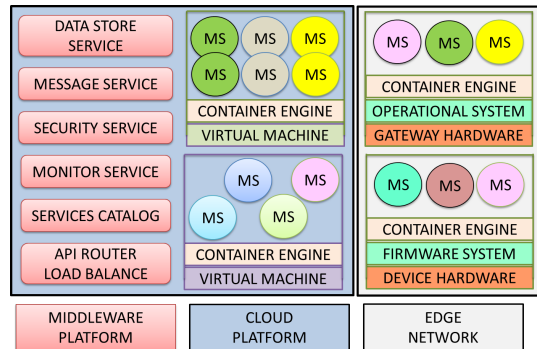 DATA STORE
SERVICE
MESSAGE SERVICE
SECURITY SERVICE
MONITOR SERVICE
SERVICES CATALOG
API ROUTER
LOAD BALANCE
MS MS MS
MS MS MS
CONTAINER ENGINE
VIRTUAL MACHINE
MS MS
MS MS
CONTAINER ENGINE
VIRTUAL MACHINE
MS MS MS
CONTAINER ENGINE
OPERATIONAL SYSTEM
GATEWAY HARDWARE
MS MS MS
CONTAINER ENGINE
FIRMWARE SYSTEM
DEVICE HARDWARE
MIDDLEWARE
PLATFORM
CLOUD
PLATFORM
EDGE
NETWORK